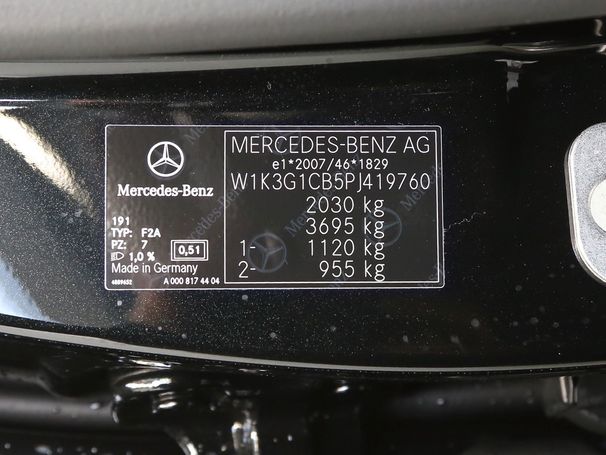 Mercedes-Benz
191
TYP: F2A
PZ: 7
1,0 %
0,51
Made in Germany
4889652
A 000 817 44 04
MERCEDES-BENZ AG
e1*2007/46*1829
W1K3G1CB5PJ419760
2030 kg
3695 kg
1- 1120 kg
2- 955 kg